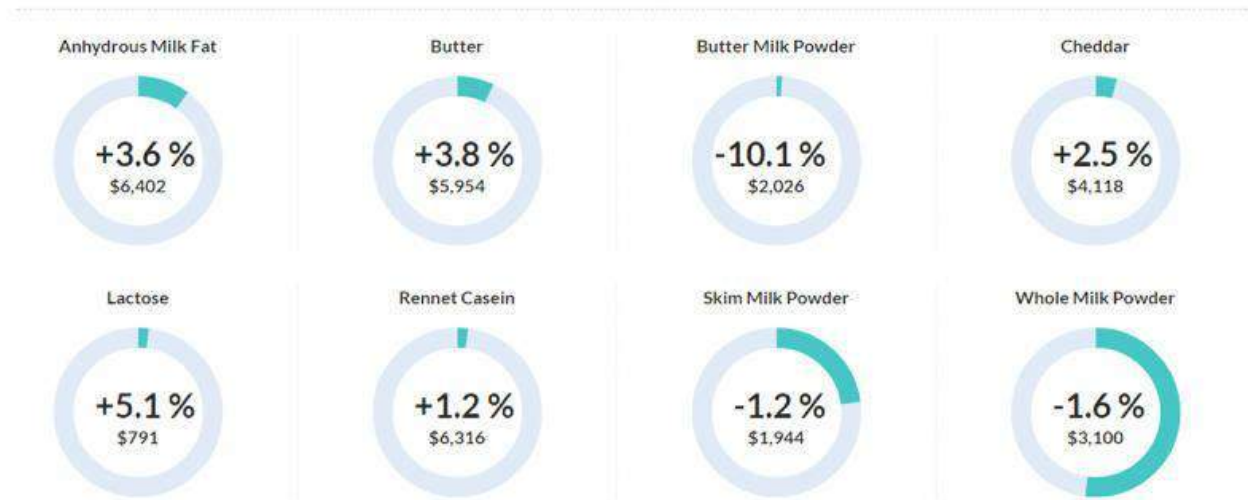 Anhydrous Milk Fat
+3.6 %
$6,402
Butter
+3.8 %
$5,954
Butter Milk Powder
-10.1 %
$2,026
Cheddar
+2.5 %
$4,118
Lactose
+5.1 %
$791
Rennet Casein
+1.2 %
$6,316
Skim Milk Powder
-1.2 %
$1,944
Whole Milk Powder
-1.6 %
$3,100